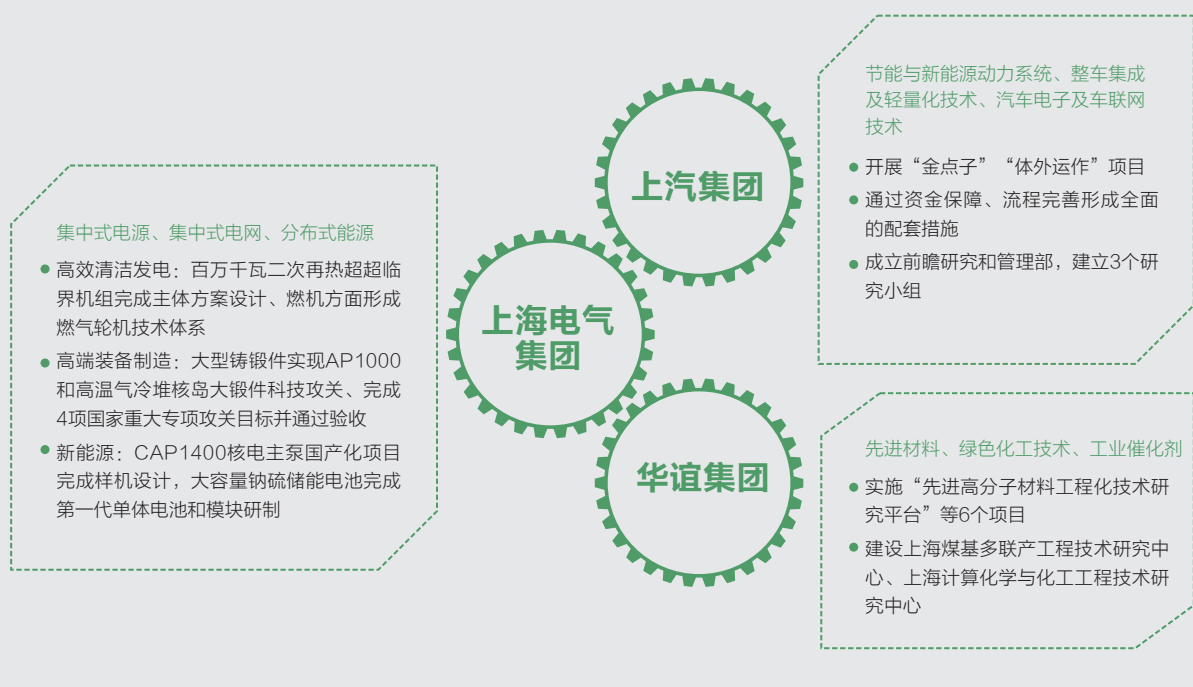 集中式电源、集中式电网、分布式能源
高效清洁发电：百万千瓦二次再热超超临
界机组完成主体方案设计、燃机方面形成
燃气轮机技术体系
高端装备制造：大型铸锻件实现AP1000
和高温气冷堆核岛大锻件科技攻关、完成
4项国家重大专项攻关目标并通过验收
新能源：CAP1400核电主泵国产化项目
完成样机设计，大容量钠硫储能电池完成
第一代单体电池和模块研制
上海电气
集团
上汽集团
节能与新能源动力系统、整车集成
及轻量化技术、汽车电子及车联网
技术
开展“金点子”“体外运作”项目
通过资金保障、流程完善形成全面
的配套措施
成立前瞻研究和管理部，建立3个研
究小组
华谊集团
先进材料、绿色化工技术、工业催化剂
实施“先进高分子材料工程化技术研
究平台”等6个项目
建设上海煤基多联产工程技术研究中
心、上海计算化学与化工工程技术研
究中心